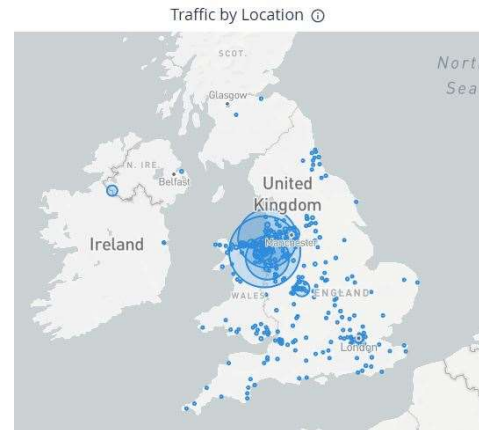 Traffic by Location ⓘ
SCOT.
North
Sea
Glasgow
N. IRE.
Belfast
United
Kingdom
Ireland
Manchester
WALES
ENGLAND
London